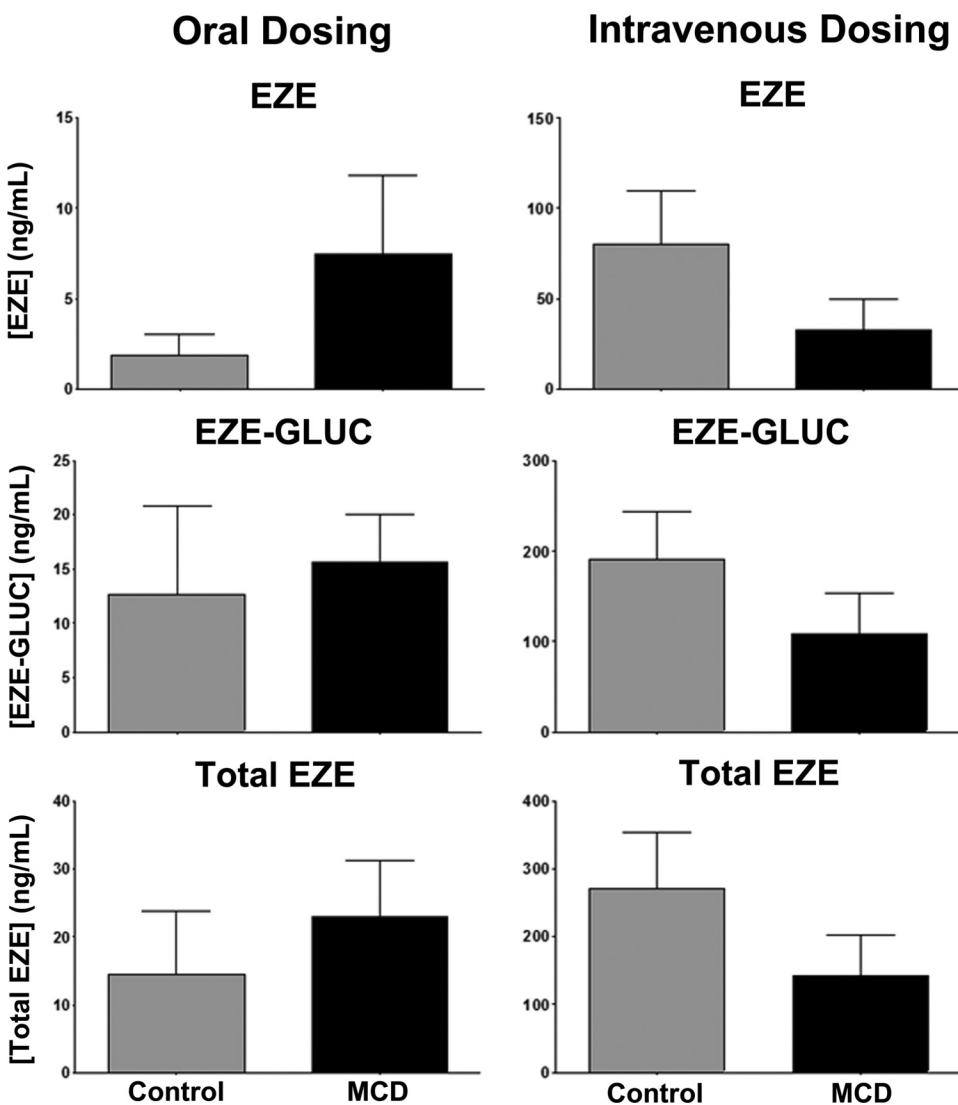 Oral Dosing
Intravenous Dosing
EZE
EZE
[EZE] (ng/mL)
15
10
5
0
150
100
50
0
EZE-GLUC
EZE-GLUC
[EZE-GLUC] (ng/mL)
25
20
15
10
5
0
300
200
100
0
Total EZE
Total EZE
[Total EZE] (ng/mL)
40
30
20
10
0
400
300
200
100
0
Control
MCD
Control
MCD